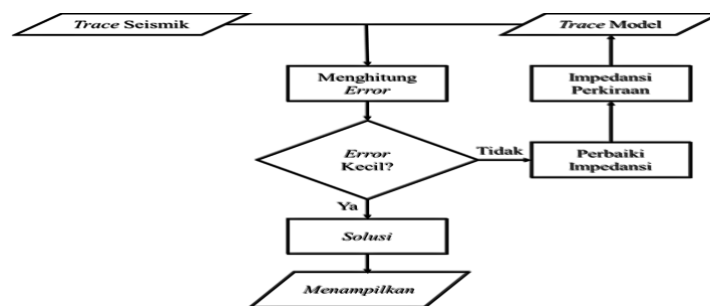 Trace Seismik
Trace Model
Menghitung
Error
Impedansi
Perkiraan
Error
Kecil?
Tidak
Perbaiki
Impedansi
Ya
Solusi
Menampilkan